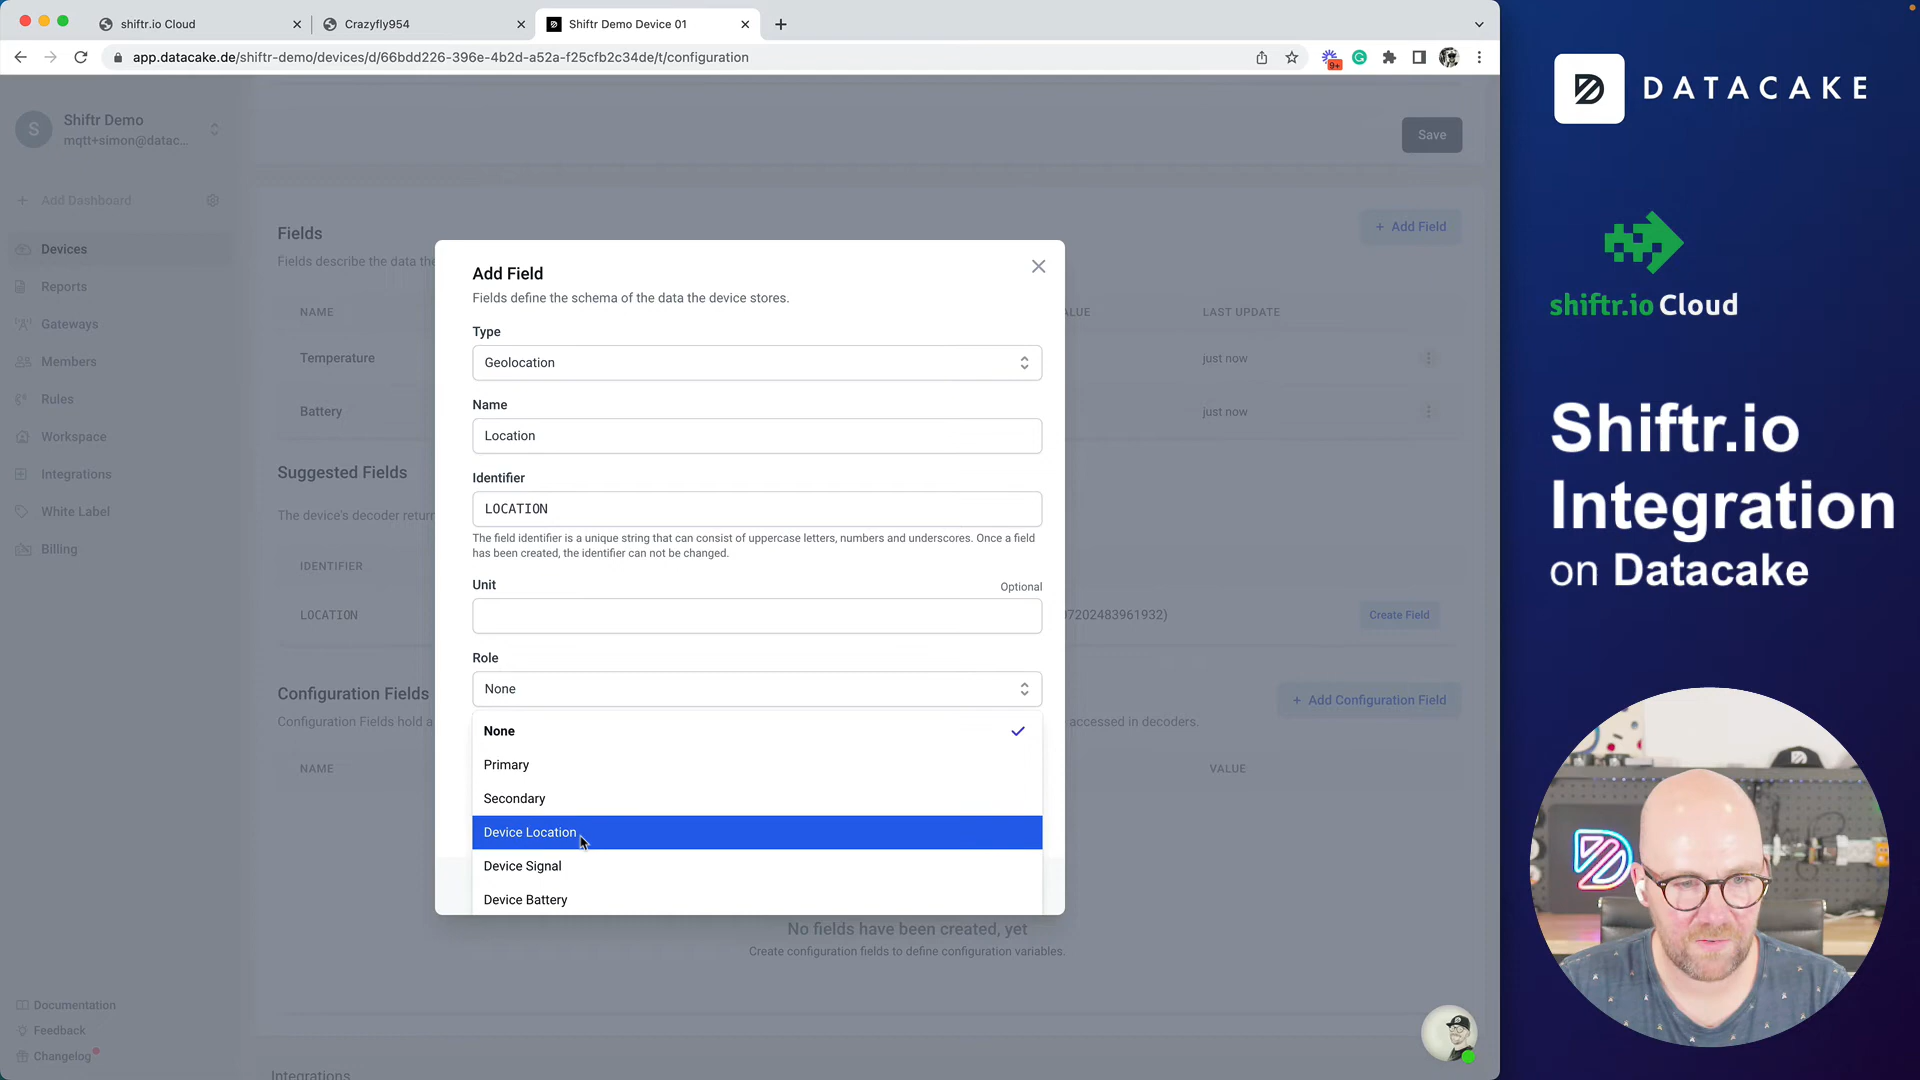 shiftr.io Cloud
Crazyfly954
Shiftr Demo Device 01
app.datacake.de/shiftr-demo/devices/d/66bdd226-396e-4b2d-a52a-f25cfb2c34de/t/configuration
9+
S
Shiftr Demo
mqtt+simon@datac...
Add Dashboard
Devices
Reports
Gateways
Members
Rules
Workspace
Integrations
White Label
Billing
Documentation
Feedback
Changelog
Save
Fields
+ Add Field
Fields describe the data the
NAME
ALUE
LAST UPDATE
Temperature
just now
Battery
just now
Suggested Fields
The device's decoder return
IDENTIFIER
LOCATION
07202483961932)
Create Field
Configuration Fields
+ Add Configuration Field
Configuration Fields hold a
accessed in decoders.
NAME
VALUE
No fields have been created, yet
Create configuration fields to define configuration variables.
Integrations
Add Field
Fields define the schema of the data the device stores.
Type
Geolocation
Name
Location
Identifier
LOCATION
The field identifier is a unique string that can consist of uppercase letters, numbers and underscores. Once a field
has been created, the identifier can not be changed.
Unit
Optional
Role
None
None
Primary
Secondary
Device Location
Device Signal
Device Battery
DATACAKE
shiftr.io Cloud
Shiftr.io
Integration
on Datacake